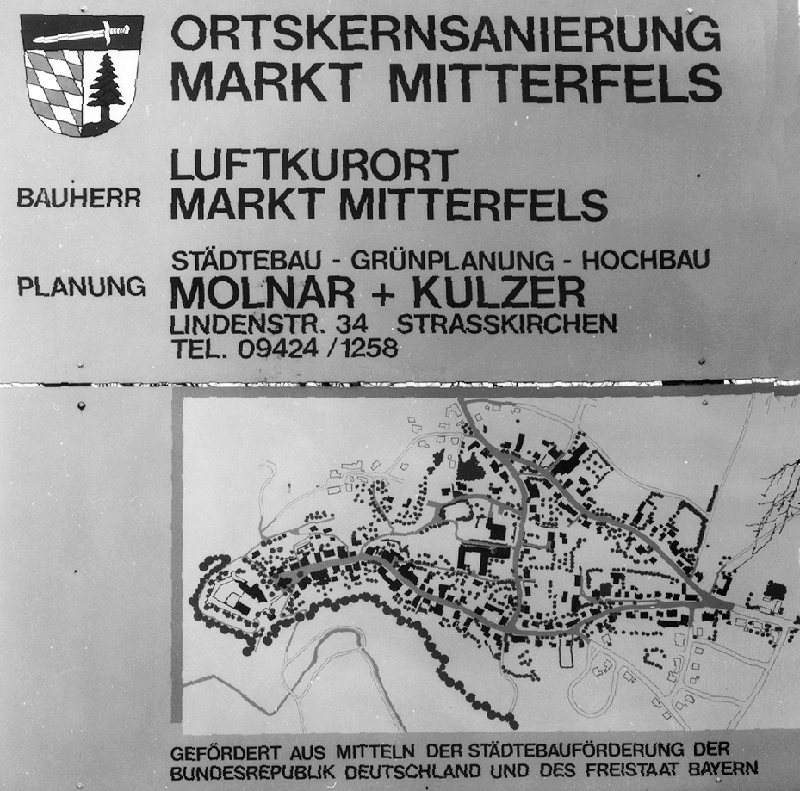 ORTSKERNSANIERUNG
MARKT MITTERFELS
LUFTKURORT
BAUHERR MARKT MITTERFELS
STÄDTEBAU - GRÜNPLANUNG - HOCHBAU
PLANUNG MOLNAR + KULZER
LINDENSTR. 34 STRASSKIRCHEN
TEL. 09424 / 1258
GEFÖRDERT AUS MITTELN DER STÄDTEBAUFÖRDERUNG DER
BUNDESREPUBLIK DEUTSCHLAND UND DES FREISTAAT BAYERN